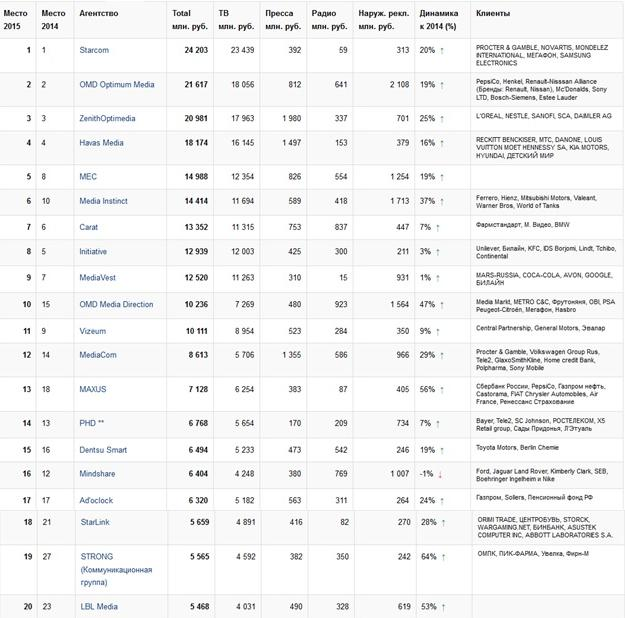 Место 2015 Место 2014 Агентство Total млн. руб. ТВ млн. руб. Пресса млн. руб. Радио млн. руб. Наруж. рекл. млн. руб. Динамика к 2014 (%) Клиенты
1 1 Starcom 24 203 23 439 392 59 313 20% ↑ PROCTER & GAMBLE, NOVARTIS, MONDELEZ
INTERNATIONAL, МЕГАФОН, SAMSUNG
ELECTRONICS
2 2 OMD Optimum Media 21 617 18 056 812 641 2 108 19% ↑ PepsiCo, Henkel, Renault-Nisssan Alliance
(Бренды: Renault, Nissan), McDonalds, Sony
LTD, Bosch-Siemens, Estee Lauder
3 3 ZenithOptimedia 20 981 17 963 1 980 337 701 25% ↑ L'OREAL, NESTLE, SANOFI, SCA, DAIMLER AG
4 4 Havas Media 18 174 16 145 1 497 153 379 16% ↑ RECKITT BENCKISER, МТС, DANONE, LOUIS
VUITTON MOET HENNESSY SA, KIA MOTORS,
HYUNDAI, ДЕТСКИЙ МИР
5 8 MEC 14 988 12 354 826 554 1 254 19% ↑
6 10 Media Instinct 14 414 11 694 589 418 1 713 37% ↑ Ferrero, Hienz, Mitsubishi Motors, Valeant,
Warner Bros, World of Tanks
7 6 Carat 13 352 11 315 753 837 447 7% ↑ Фармстандарт, М. Видео, BMW
8 5 Initiative 12 939 12 003 425 300 211 3% ↑ Unilever, Билайн, KFC, IDS Borjomi, Lindt, Tchibo,
Continental
9 7 MediaVest 12 520 11 263 310 15 931 1% ↑ MARS-RUSSIA, COCA-COLA, AVON, GOOGLE,
БИЛАЙН
10 15 OMD Media Direction 10 236 7 269 480 923 1 564 47% ↑ Media Markt, METRO C&C, Фрутоняня, OBI, PSA
Peugeot-Citroën, Мегафон, Hasbro
11 9 Vizeum 10 111 8 954 523 284 350 9% ↑ Central Partnership, General Motors, Эвалар
12 14 MediaCom 8 613 5 706 1 355 586 966 29% ↑ Procter & Gamble, Volkswagen Group Rus,
Tele2, GlaxoSmithKline, Home credit Bank,
Polpharma, Sony Mobile
13 18 MAXUS 7 128 6 254 383 87 405 56% ↑ Сбербанк России, PepsiCo, Газпром нефть,
Castorama, FIAT Chrysler Automobiles, Air
France, Ренессанс Страхование
14 13 PHD ** 6 768 5 654 170 209 734 7% ↑ Bayer, Tele2, SC Johnson, РОСТЕЛЕКОМ, X5
Retail group, Сады Придонья, Л'Этуаль
15 16 Dentsu Smart 6 494 5 233 473 542 246 19% ↑ Toyota Motors, Berlin Chemie
16 12 Mindshare 6 404 4 248 380 769 1 007 -1% ↓ Ford, Jaguar Land Rover, Kimberly Clark, SEB,
Boehringer Ingelheim и Nike
17 17 Ad'oclock 6 320 5 182 563 311 264 24% ↑ Газпром, Sollers, Пенсионный фонд РФ
18 21 StarLink 5 659 4 891 416 82 270 28% ↑ ORIMI TRADE, ЦЕНТРОБУВЬ, STORCK,
WARGAMING.NET, БИНБАНК, ASUSTEK
COMPUTER INC, ABBOTT LABORATORIES S.A.
19 27 STRONG 5 565 4 592 382 350 242 64% ↑ ОМПК, ПИК-ФАРМА, Увелка, Фирн-М
(Коммуникационная
группа)
20 23 LBL Media 5 468 4 031 490 328 619 53% ↑